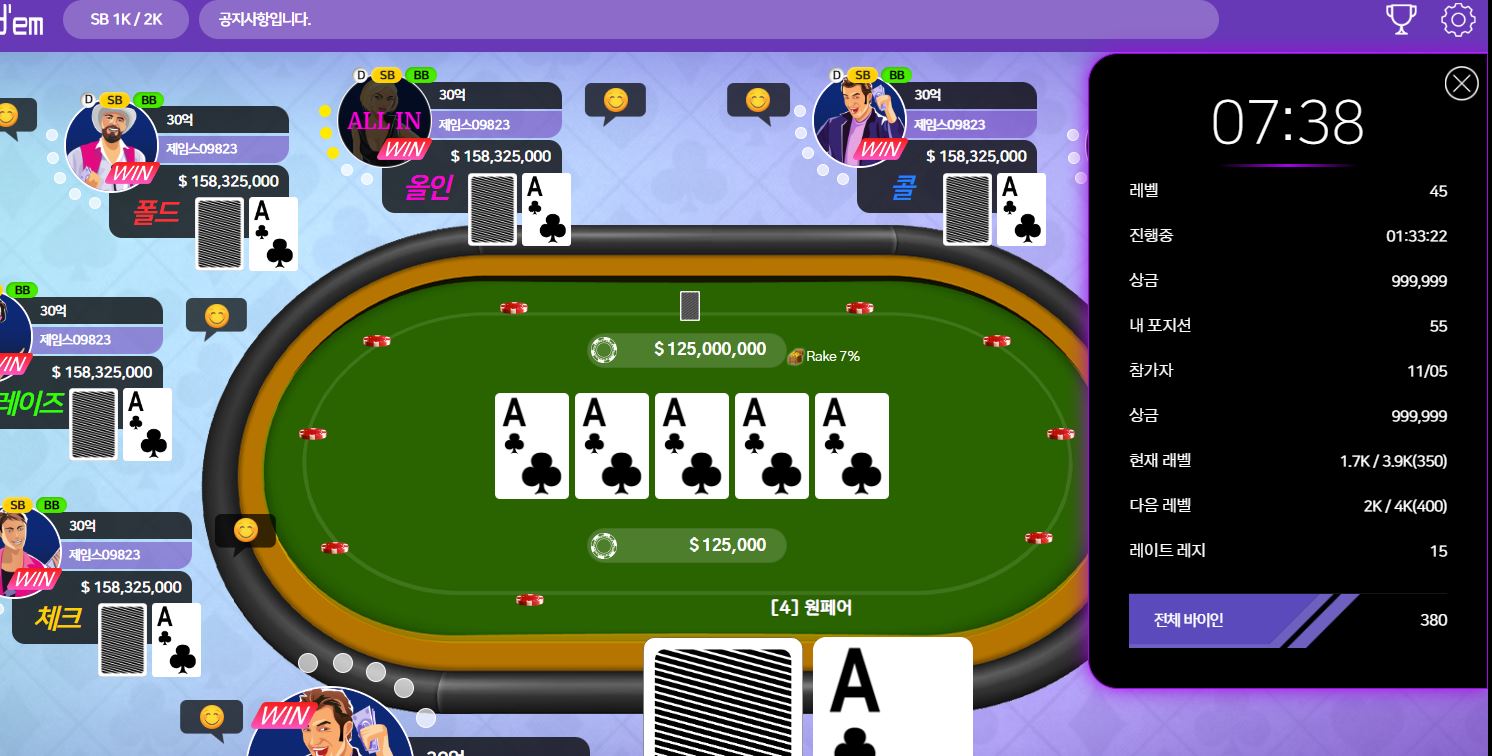 d'em
SB 1K / 2K
공지사항입니다.
D SB BB
30억
제임스09823
WIN
$ 158,325,000
폴드
A
D SB BB
ALL IN
30억
제임스09823
WIN
$ 158,325,000
올인
A
D SB BB
30억
제임스09823
WIN
$ 158,325,000
콜
A
BB
30억
제임스09823
WIN
$ 158,325,000
레이즈
A
SB BB
30억
제임스09823
WIN
$ 158,325,000
체크
A
$ 125,000,000
Rake 7%
A A A A A
$ 125,000
[4] 원페어
WIN
30억
A
07:38
레벨 45
진행중 01:33:22
상금 999,999
내 포지션 55
참가자 11/05
상금 999,999
현재 래벨 1.7K / 3.9K(350)
다음 레벨 2K / 4K(400)
레이트 레지 15
전체 바이인 380